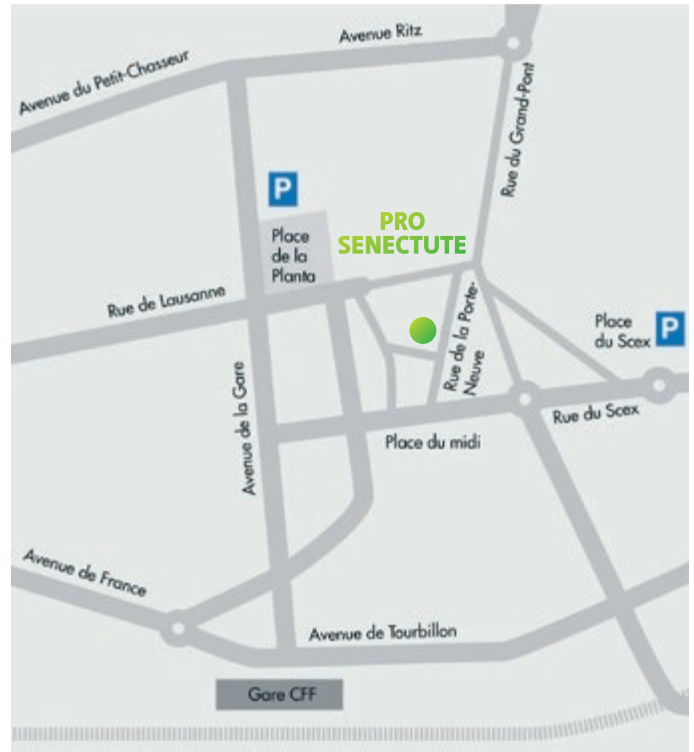 Avenue Ritz
Avenue du Petit-Chasseur
Rue du Grand-Pont
P
PRO
SENECTUTE
Place
de la
Planta
Rue de Lausanne
Rue de la Porte-
Neuve
Place
du Scex
P
Avenue de la Gare
Rue du Scex
Place du midi
Avenue de France
Avenue de Tourbillon
Gare CFF